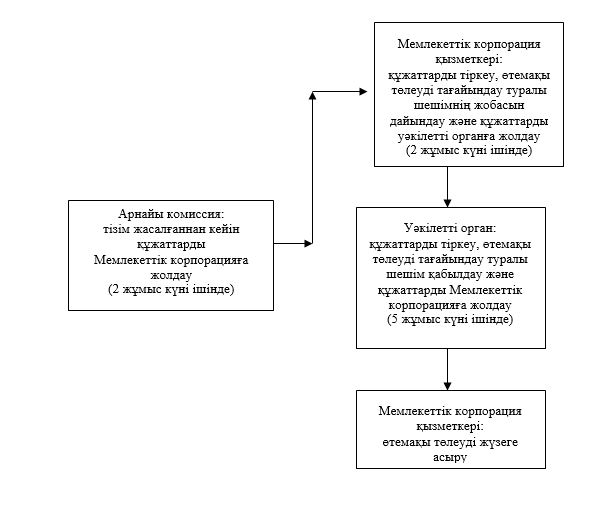 Мемлекеттік корпорация
қызметкері:
құжаттарды тіркеу, өтемақы
төлеуді тағайындау туралы
шешімнің жобасын
дайындау және құжаттарды
уәкілетті органға жолдау
(2 жұмыс күні ішінде)
Арнайы комиссия:
тізім жасалғаннан кейін
құжаттарды
Мемлекеттік корпорацияға
жолдау
(2 жұмыс күні ішінде)
Уәкілетті орган:
құжаттарды тіркеу, өтемақы
төлеуді тағайындау туралы
шешім қабылдау және
құжаттарды Мемлекеттік
корпорацияға жолдау
(5 жұмыс күні ішінде)
Мемлекеттік корпорация
қызметкері:
өтемақы төлеуді жүзеге
асыру